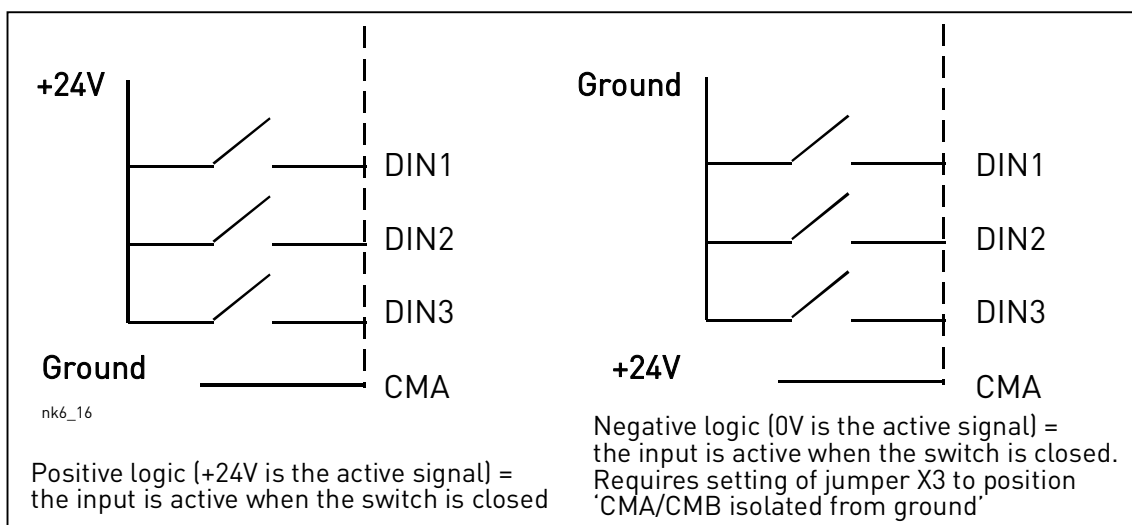 +24V
DIN1
DIN2
DIN3
Ground
CMA
nk6_16
Positive logic (+24V is the active signal) =
the input is active when the switch is closed
Ground
DIN1
DIN2
DIN3
+24V
CMA
Negative logic (0V is the active signal) =
the input is active when the switch is closed.
Requires setting of jumper X3 to position
‘CMA/CMB isolated from ground’